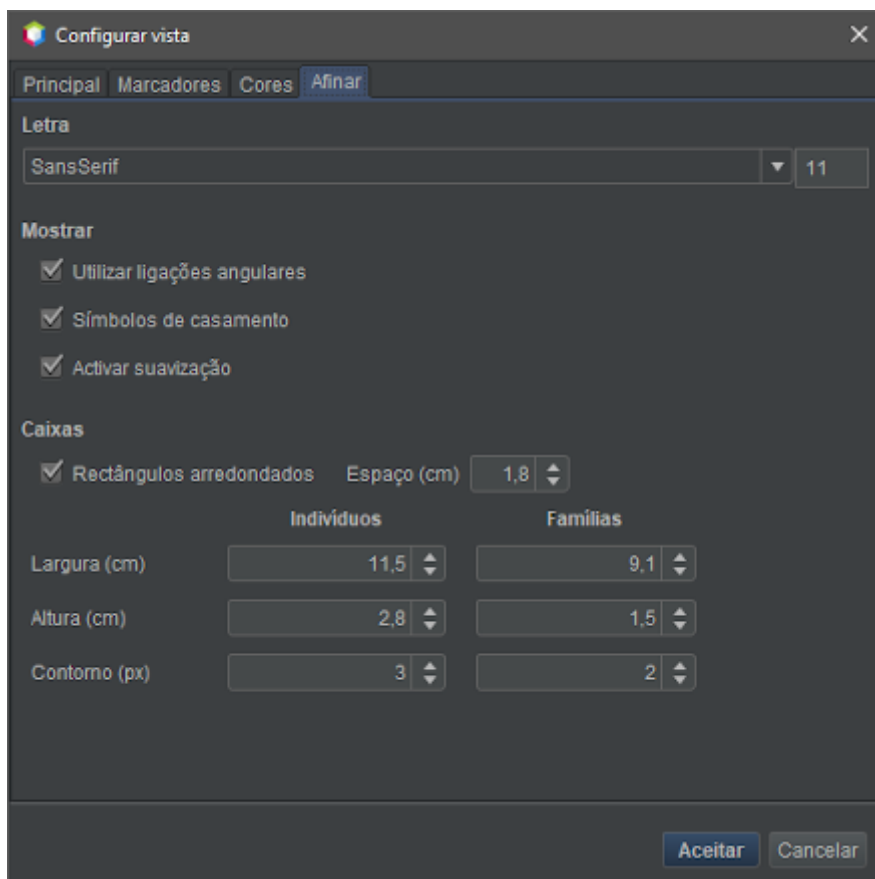 Configurar vista
Principal Marcadores Cores Afinar
Letra
SansSerif 11
Mostrar
Utilizar ligações angulares
Símbolos de casamento
Activar suavização
Caixas
Rectângulos arredondados Espaço (cm) 1,8
Indivíduos Famílias
Largura (cm) 11,5 9,1
Altura (cm) 2,8 1,5
Contorno (px) 3 2
Aceitar Cancelar